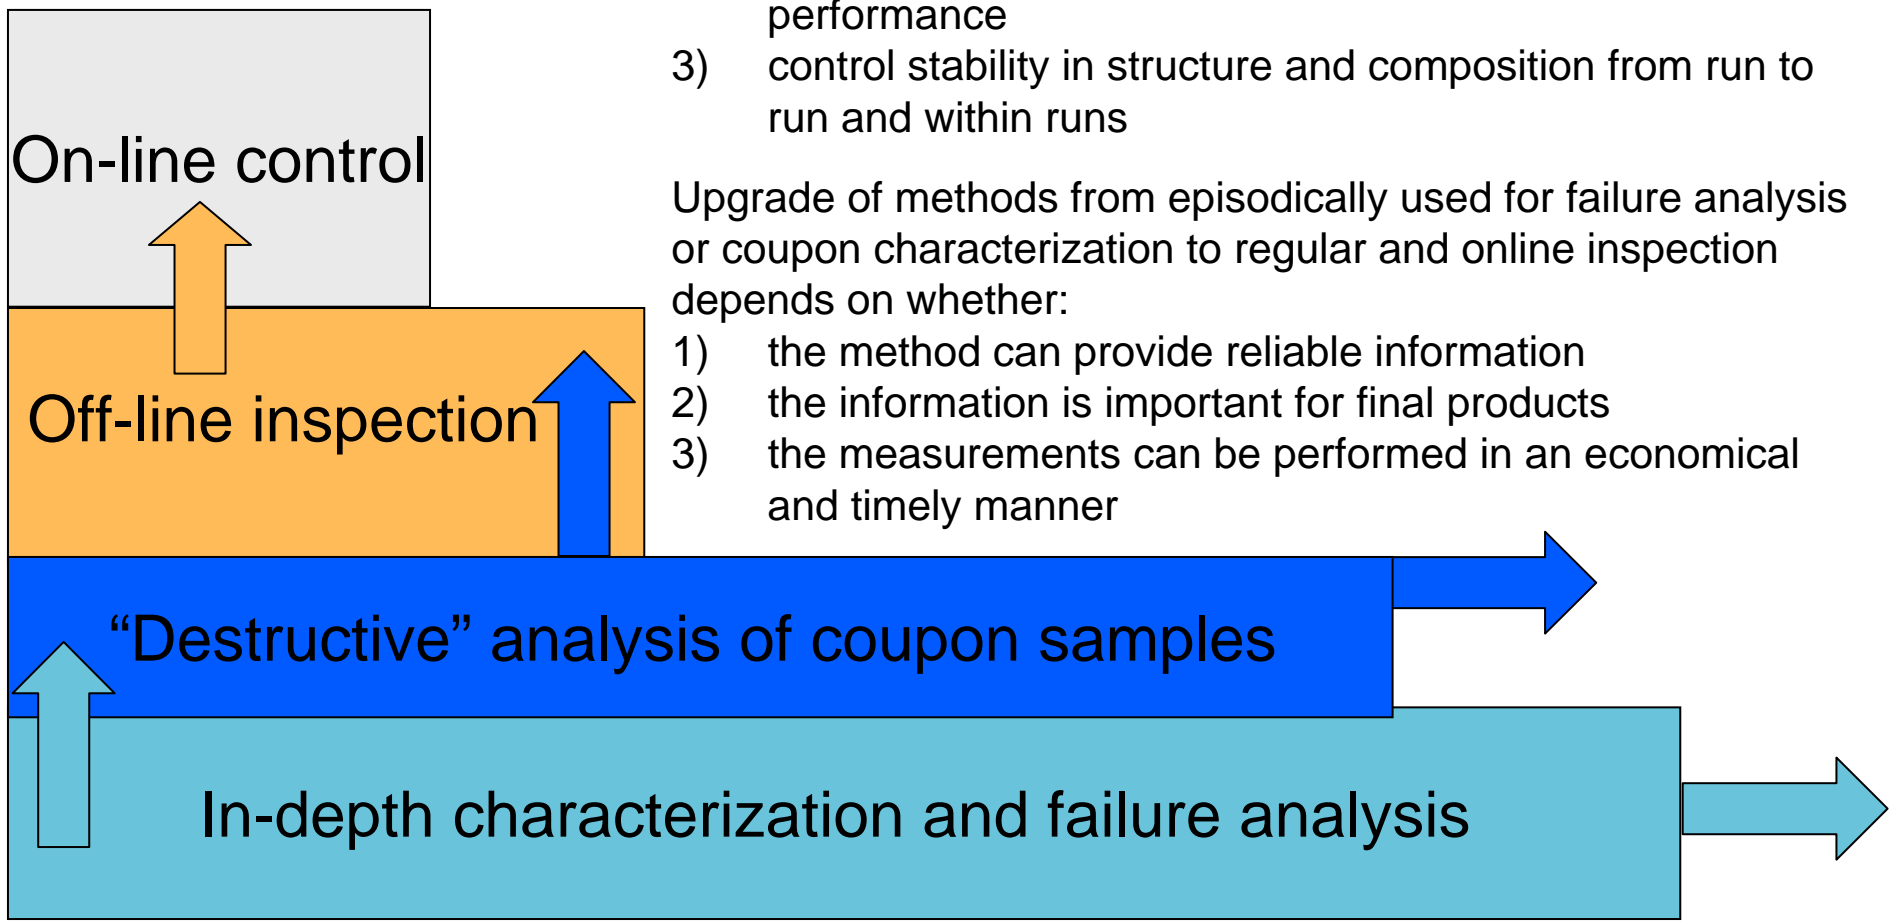 performance
3) control stability in structure and composition from run to
run and within runs
On-line control
Upgrade of methods from episodically used for failure analysis
or coupon characterization to regular and online inspection
depends on whether:
1) the method can provide reliable information
2) the information is important for final products
3) the measurements can be performed in an economical
and timely manner
Off-line inspection
“Destructive” analysis of coupon samples
In-depth characterization and failure analysis